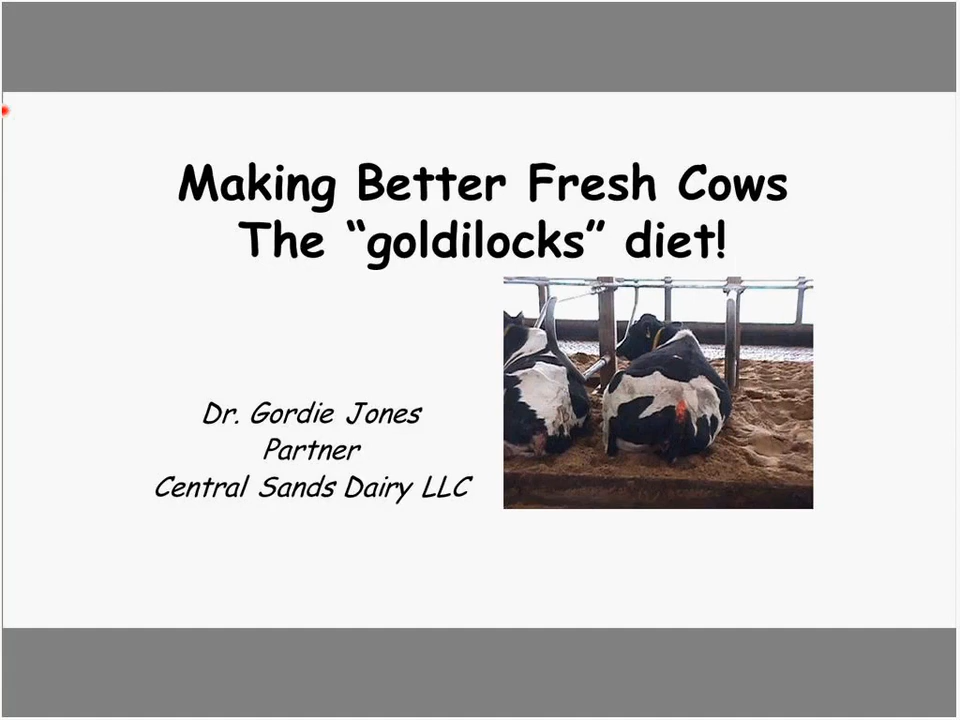 Making Better Fresh Cows
The “goldilocks” diet!
Dr. Gordie Jones
Partner
Central Sands Dairy LLC